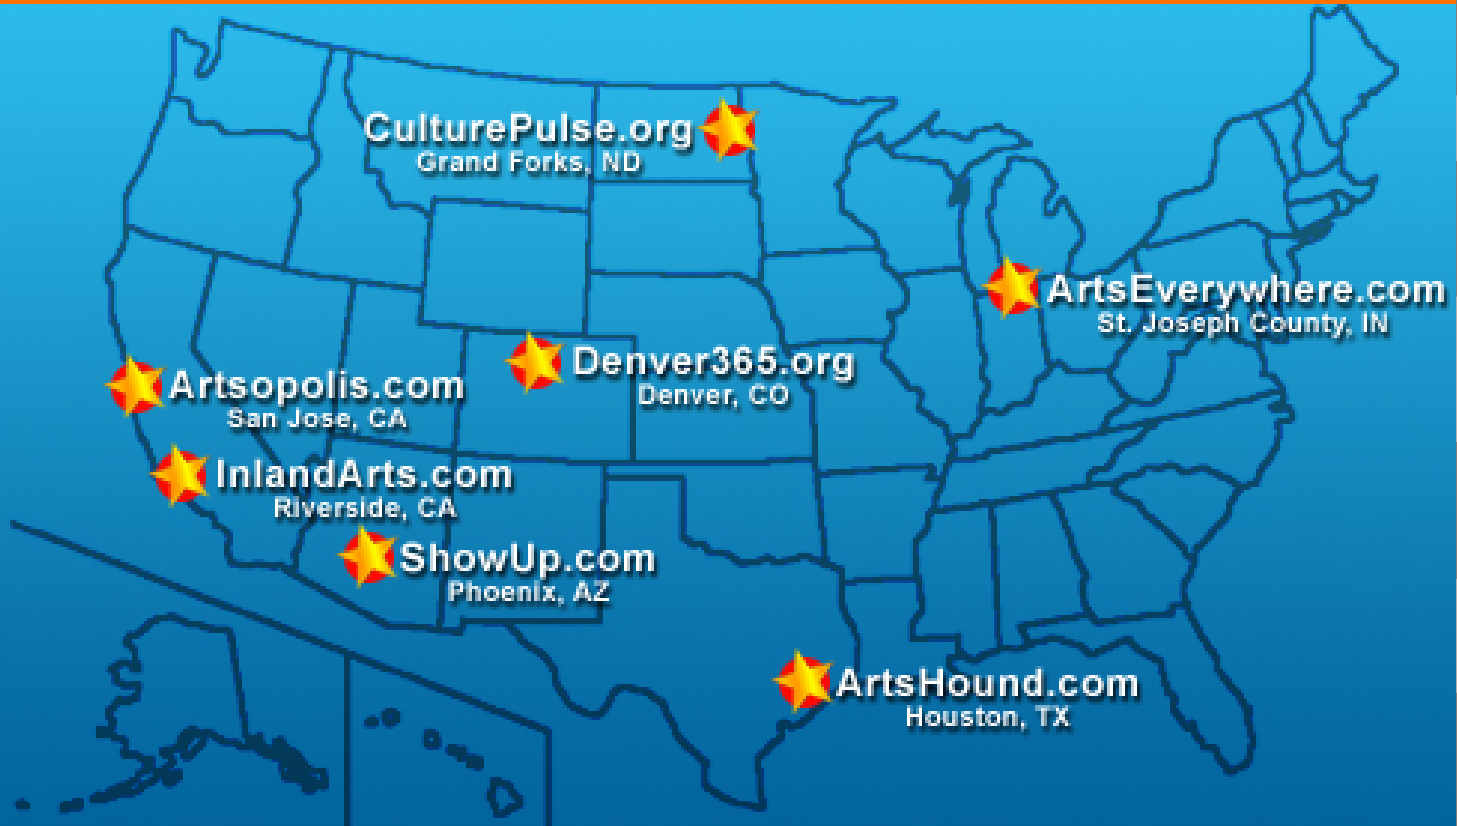 CulturePulse.org
Grand Forks, ND
ArtsEverywhere.com
St. Joseph County, IN
Denver365.org
Denver, CO
Artsopolis.com
San Jose, CA
InlandArts.com
Riverside, CA
ShowUp.com
Phoenix, AZ
ArtsHound.com
Houston, TX